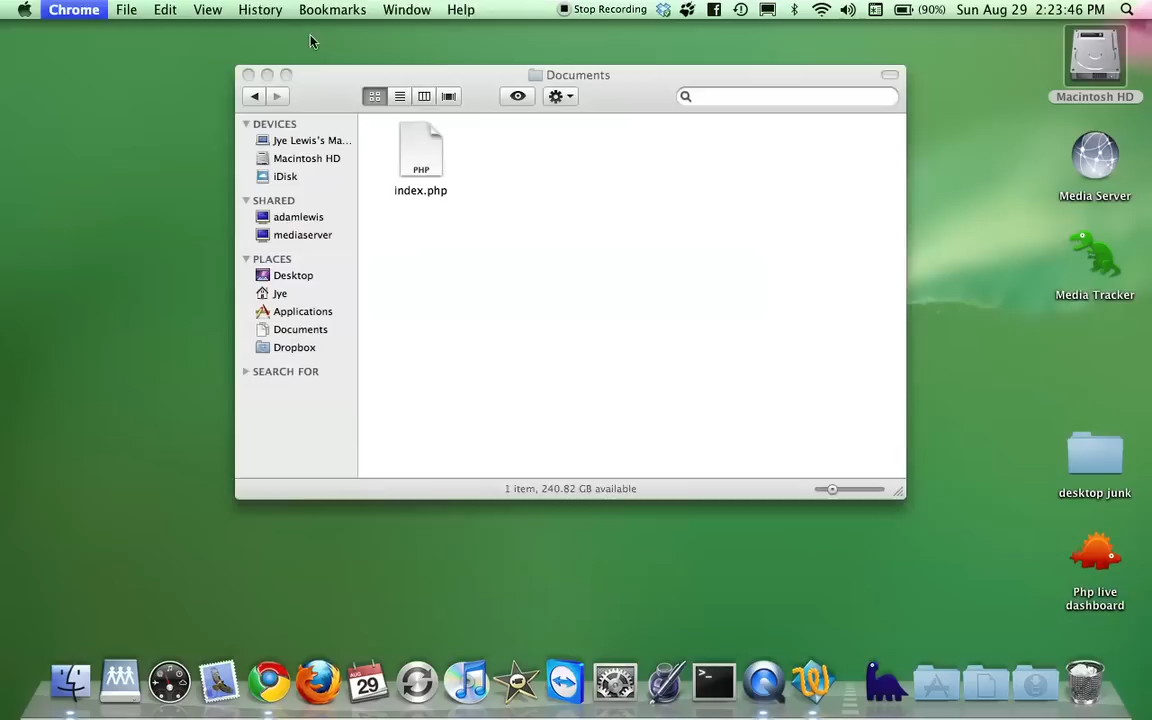 Chrome File Edit View History Bookmarks Window Help Stop Recording (90%) Sun Aug 29 2:23:46 PM
Documents
DEVICES
Jye Lewis's Ma...
Macintosh HD
iDisk
SHARED
adamlewis
mediaserver
PLACES
Desktop
Jye
Applications
Documents
Dropbox
SEARCH FOR
PHP
index.php
1 item, 240.82 GB available
Macintosh HD
Media Server
Media Tracker
desktop junk
Php live
dashboard
AUG
29